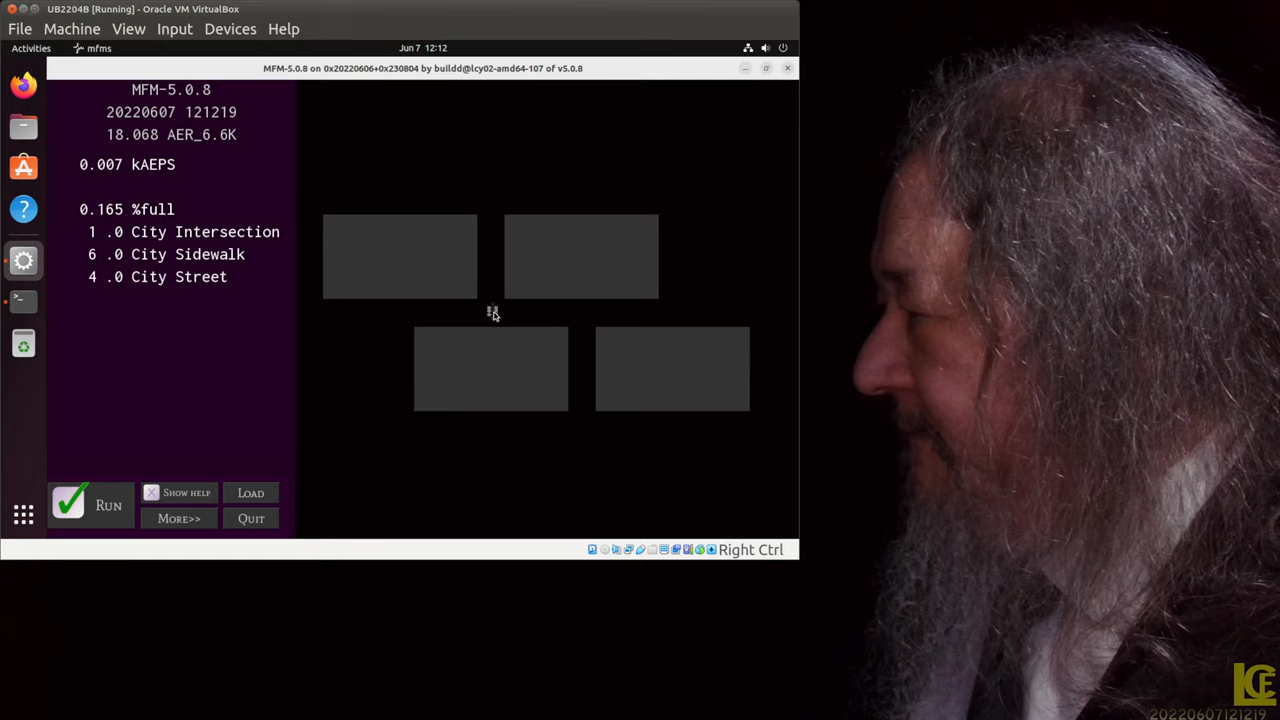 UB2204B [Running] - Oracle VM VirtualBox
File Machine View Input Devices Help
Activities mfms Jun 7 12:12
MFM-5.0.8 on 0x20220606+0x230804 by buildd@lcy02-amd64-107 of v5.0.8
MFM-5.0.8
20220607 121219
18.068 AER_6.6K
0.007 kAEPS
0.165 %full
1 .0 City Intersection
6 .0 City Sidewalk
4 .0 City Street
RUN
SHOW HELP
LOAD
MORE>>
QUIT
Right Ctrl
20220607121219